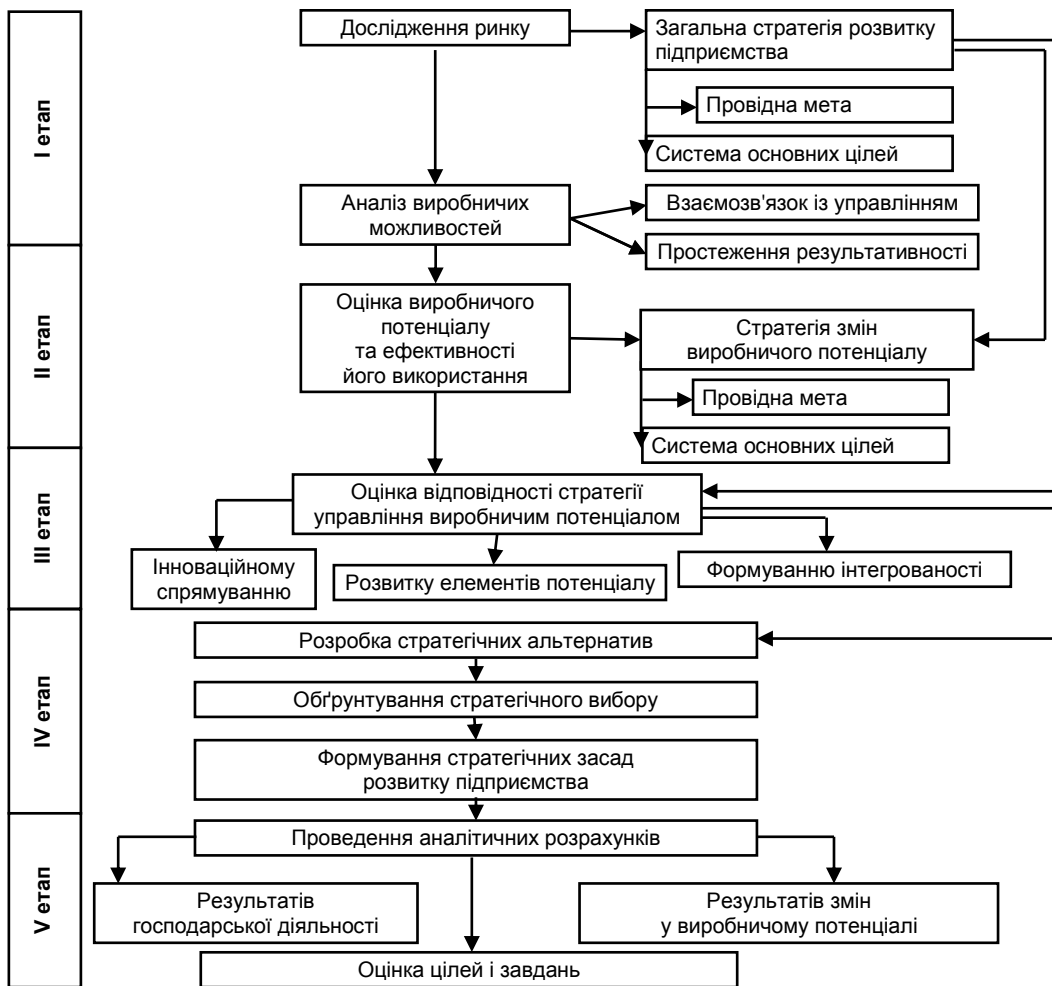 I етап
Дослідження ринку
Загальна стратегія розвитку
підприємства
Провідна мета
Система основних цілей
Аналіз виробничих
можливостей
Взаємозв'язок із управлінням
Простеження результативності
II етап
Оцінка виробничого
потенціалу
та ефективності
його використання
Стратегія змін
виробничого потенціалу
Провідна мета
Система основних цілей
III етап
Оцінка відповідності стратегії
управління виробничим потенціалом
Інноваційному
спрямуванню
Розвитку елементів потенціалу
Формуванню інтегрованості
IV етап
Розробка стратегічних альтернатив
Обґрунтування стратегічного вибору
Формування стратегічних засад
розвитку підприємства
V етап
Проведення аналітичних розрахунків
Результатів
господарської діяльності
Результатів змін
у виробничому потенціалі
Оцінка цілей і завдань